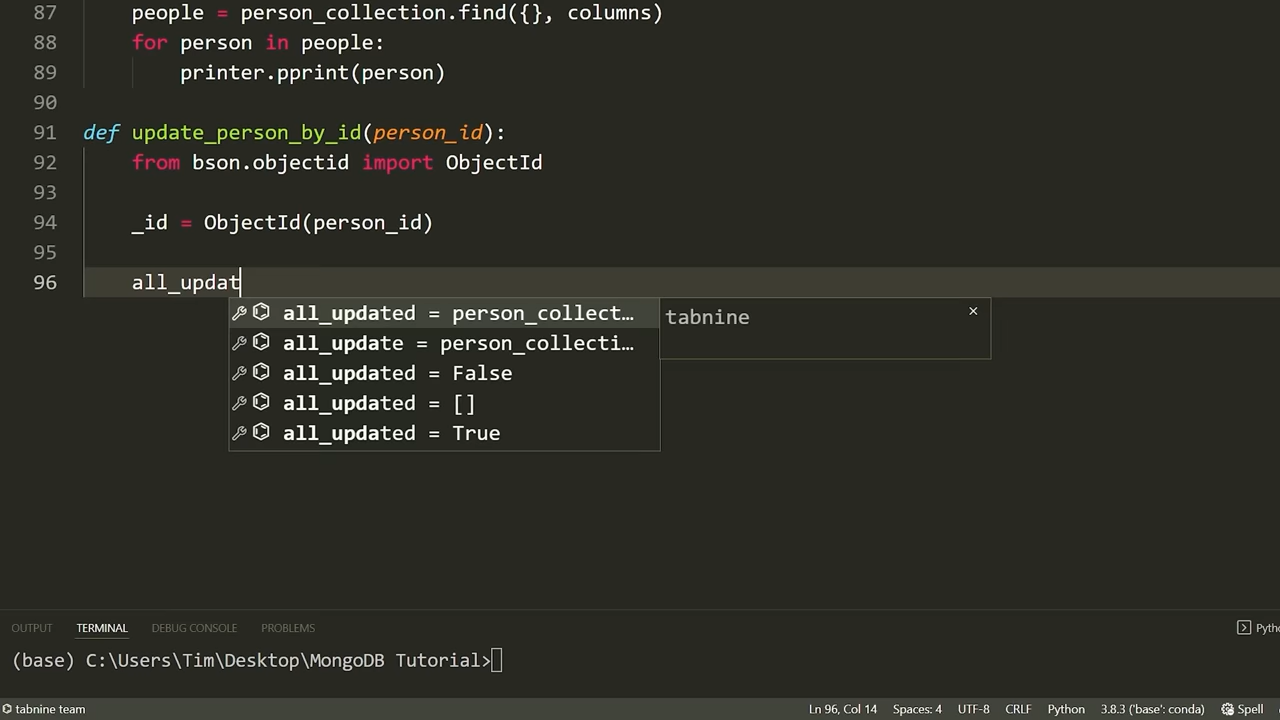 87 people = person_collection.find({}, columns)
88 for person in people:
89 printer.pprint(person)
90
91 def update_person_by_id(person_id):
92 from bson.objectid import ObjectId
93
94 _id = ObjectId(person_id)
95
96 all_updat
all_updated = person_collect…
tabnine
all_update = person_collecti…
all_updated = False
all_updated = []
all_updated = True
OUTPUT TERMINAL DEBUG CONSOLE PROBLEMS Pytho
(base) C:\Users\Tim\Desktop\MongoDB Tutorial>
tabnine team Ln 96, Col 14 Spaces: 4 UTF-8 CRLF Python 3.8.3 ('base': conda) Spell